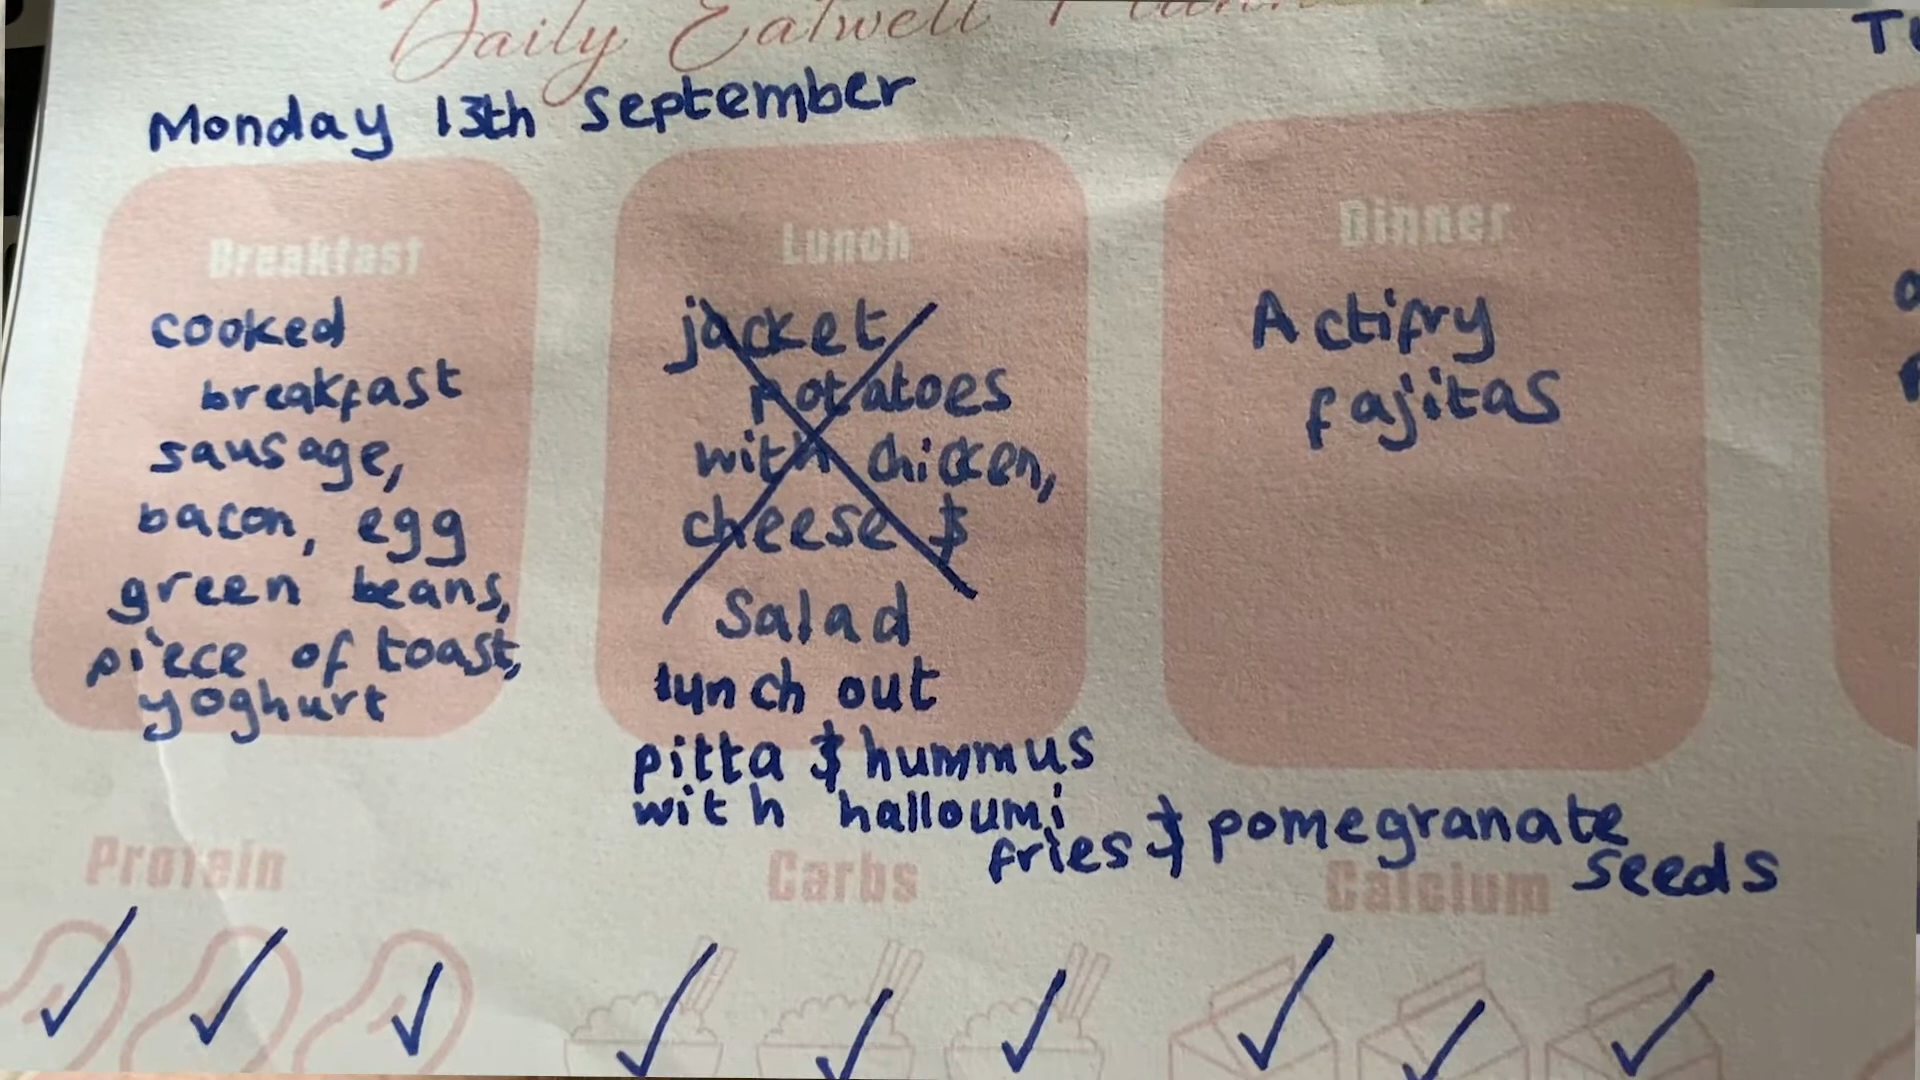 Daily Eatwell
Monday 13th September
Breakfast
cooked
breakfast
sausage,
bacon, egg
green beans,
piece of toast,
yoghurt
Lunch
jacket
potatoes
with chicken,
cheese &
salad
lunch out
pitta & hummus
with halloumi
fries & pomegranate
seeds
Dinner
Actifry
fajitas
Protein
Carbs
Calcium